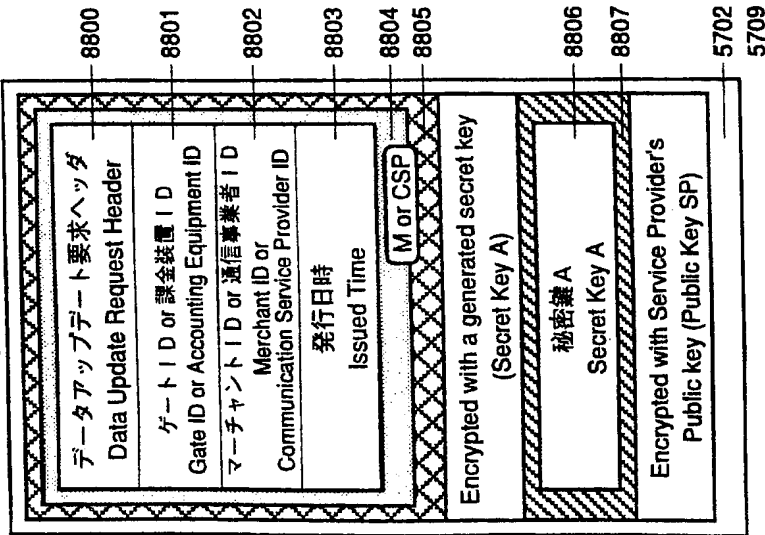 データアップデート要求ヘッダ
Data Update Request Header
ゲートID or 課金装置ID
Gate ID or Accounting Equipment ID
マーチャントID or 通信事業者ID
Merchant ID or
Communication Service Provider ID
発行日時
Issued Time
M or CSP
Encrypted with a generated secret key
(Secret Key A)
秘密鍵A
Secret Key A
Encrypted with Service Provider's
Public key (Public Key SP)
8800
8801
8802
8803
8804
8805
8806
8807
5702
5709